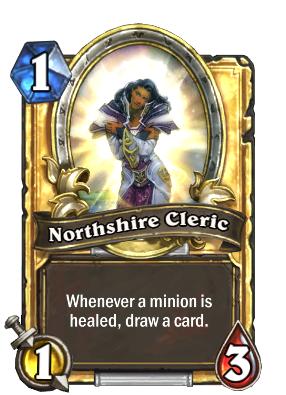 1
Northshire Cleric
Whenever a minion is
healed, draw a card.
1
3